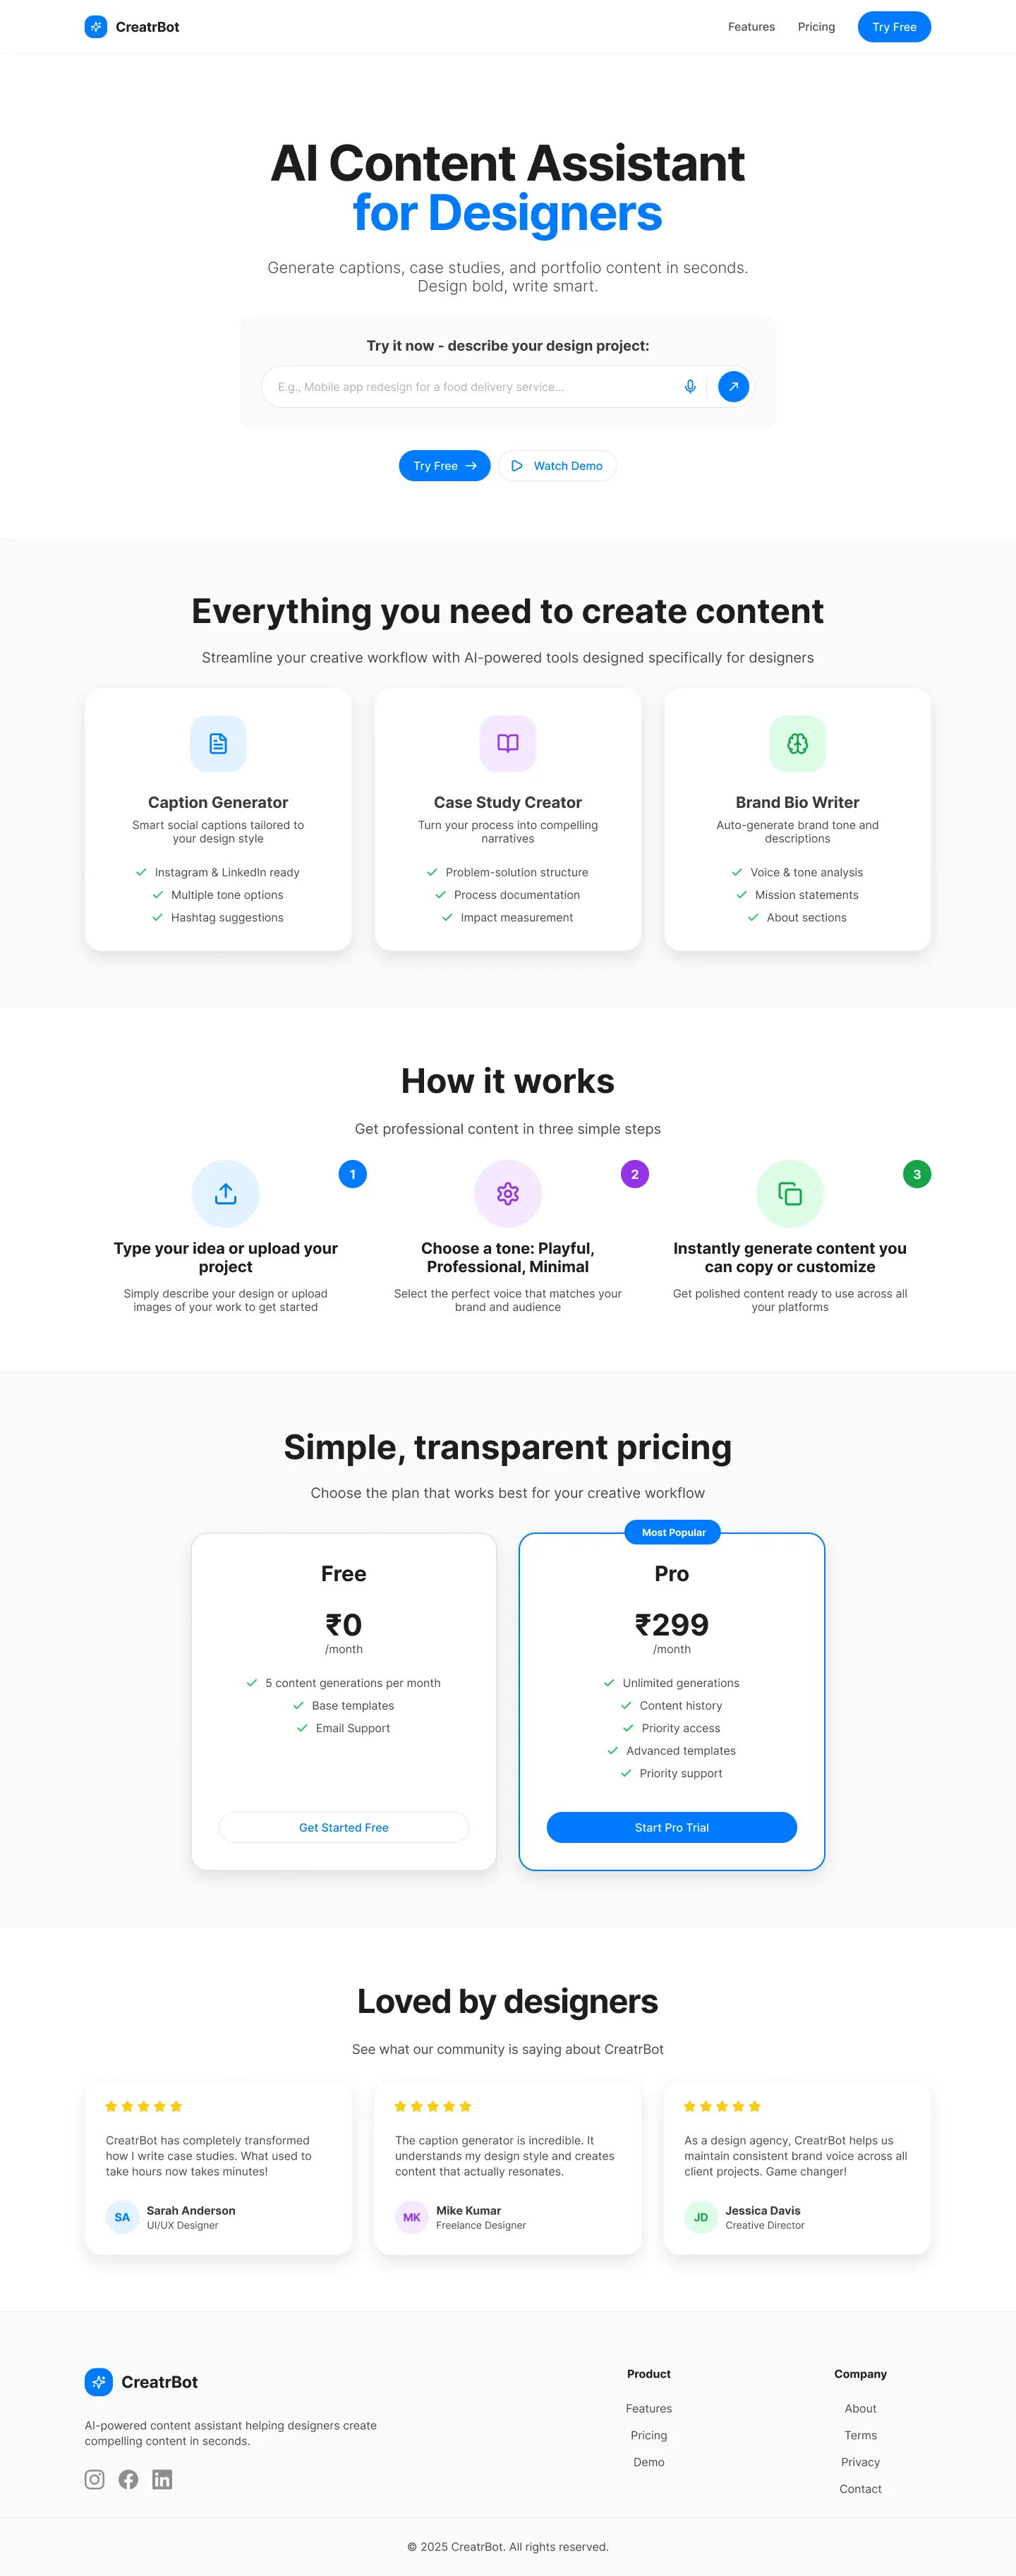 CreatrBot
Features
Pricing
Try Free
AI Content Assistant
for Designers
Generate captions, case studies, and portfolio content in seconds.
Design bold, write smart.
Try it now - describe your design project:
E.g., Mobile app redesign for a food delivery service...
Try Free
Watch Demo
Everything you need to create content
Streamline your creative workflow with AI-powered tools designed specifically for designers
Caption Generator
Smart social captions tailored to
your design style
Instagram & LinkedIn ready
Multiple tone options
Hashtag suggestions
Case Study Creator
Turn your process into compelling
narratives
Problem-solution structure
Process documentation
Impact measurement
Brand Bio Writer
Auto-generate brand tone and
descriptions
Voice & tone analysis
Mission statements
About sections
How it works
Get professional content in three simple steps
1
Type your idea or upload your
project
Simply describe your design or upload
images of your work to get started
2
Choose a tone: Playful,
Professional, Minimal
Select the perfect voice that matches your
brand and audience
3
Instantly generate content you
can copy or customize
Get polished content ready to use across all
your platforms
Simple, transparent pricing
Choose the plan that works best for your creative workflow
Free
₹0
/month
5 content generations per month
Base templates
Email Support
Get Started Free
Most Popular
Pro
₹299
/month
Unlimited generations
Content history
Priority access
Advanced templates
Priority support
Start Pro Trial
Loved by designers
See what our community is saying about CreatrBot
CreatrBot has completely transformed
how I write case studies. What used to
take hours now takes minutes!
SA
Sarah Anderson
UI/UX Designer
The caption generator is incredible. It
understands my design style and creates
content that actually resonates.
MK
Mike Kumar
Freelance Designer
As a design agency, CreatrBot helps us
maintain consistent brand voice across all
client projects. Game changer!
JD
Jessica Davis
Creative Director
CreatrBot
AI-powered content assistant helping designers create
compelling content in seconds.
Product
Features
Pricing
Demo
Company
About
Terms
Privacy
Contact
© 2025 CreatrBot. All rights reserved.